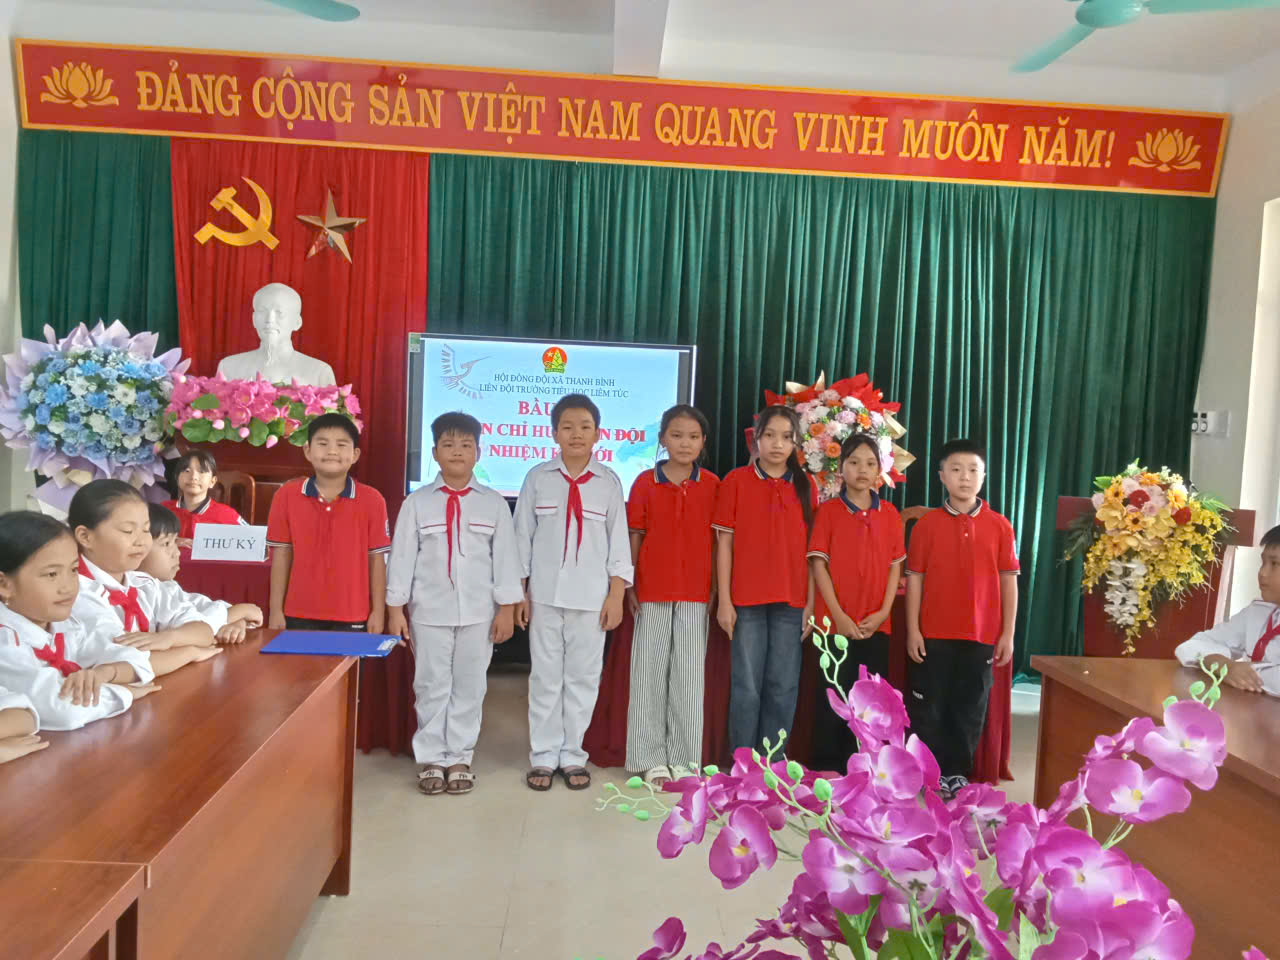 ĐẢNG CỘNG SẢN VIỆT NAM QUANG VINH MUÔN NĂM!
HỘI ĐỒNG ĐỘI XÃ THANH BÌNH
LIÊN ĐỘI TRƯỜNG TIỂU HỌC LIÊM TÚC
BẦU
CHỈ ĐỘI
NHIỆM
THƯ KÝ